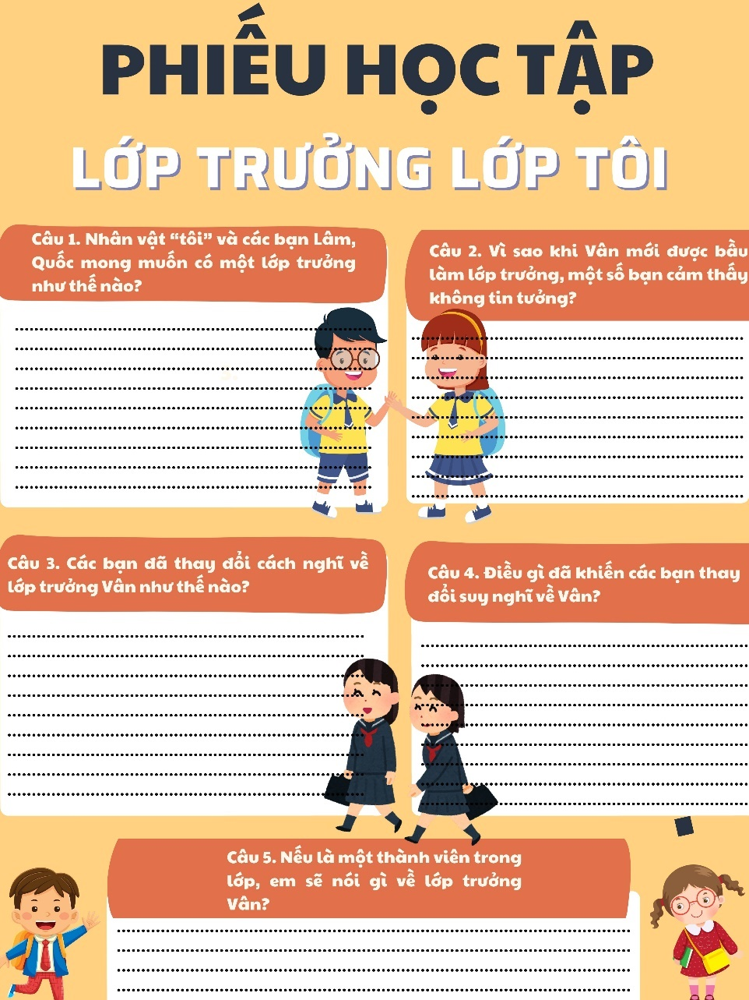 PHIẾU HỌC TẬP
LỚP TRƯỞNG LỚP TÔI
Câu 1. Nhân vật “tôi” và các bạn Lâm,
Quốc mong muốn có một lớp trưởng
như thế nào?
Câu 2. Vì sao khi Vân mới được bầu
làm lớp trưởng, một số bạn cảm thấy
không tin tưởng?
Câu 3. Các bạn đã thay đổi cách nghĩ về
lớp trưởng Vân như thế nào?
Câu 4. Điều gì đã khiến các bạn thay
đổi suy nghĩ về Vân?
Câu 5. Nếu là một thành viên trong
lớp, em sẽ nói gì về lớp trưởng
Vân?